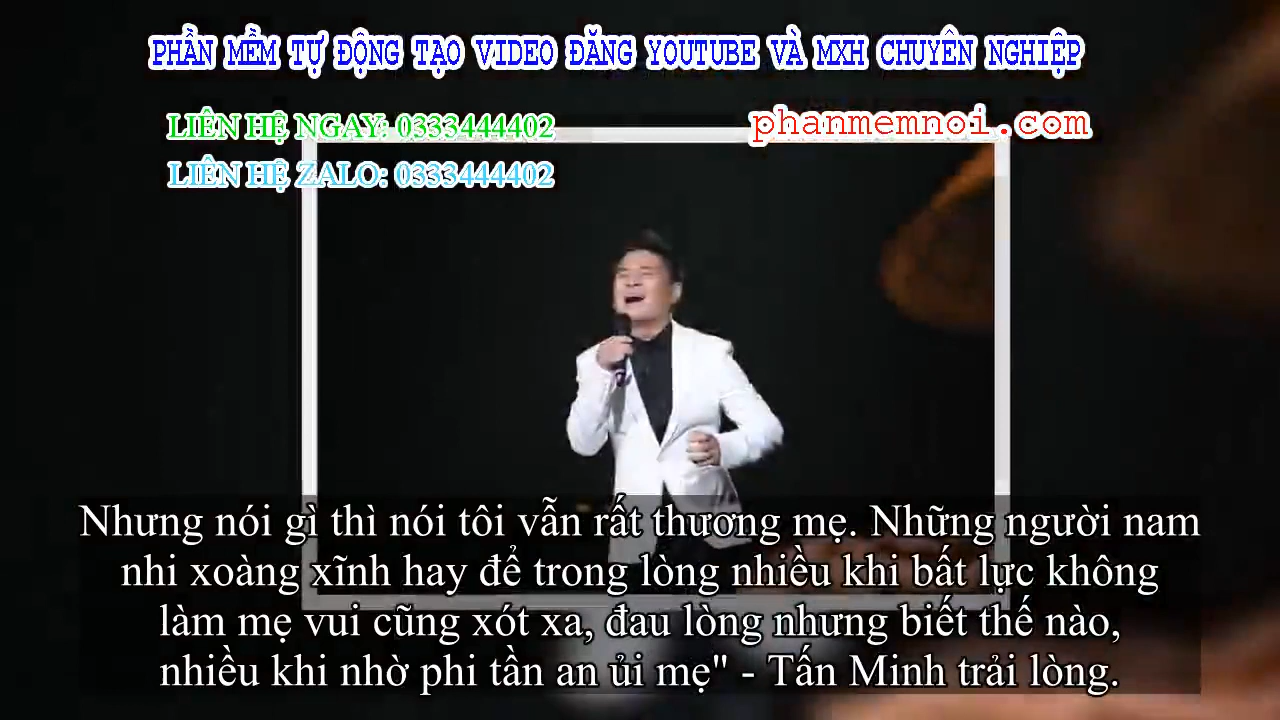 PHẦN MỀM TỰ ĐỘNG TẠO VIDEO ĐĂNG YOUTUBE VÀ MXH CHUYÊN NGHIỆP
LIÊN HỆ NGAY: 0333444402
phanmemnoi.com
LIÊN HỆ ZALO: 0333444402
Nhưng nói gì thì nói tôi vẫn rất thương mẹ. Những người nam
nhi xoàng xĩnh hay để trong lòng nhiều khi bất lực không
làm mẹ vui cũng xót xa, đau lòng nhưng biết thế nào,
nhiều khi nhờ phi tần an ủi mẹ" - Tấn Minh trải lòng.